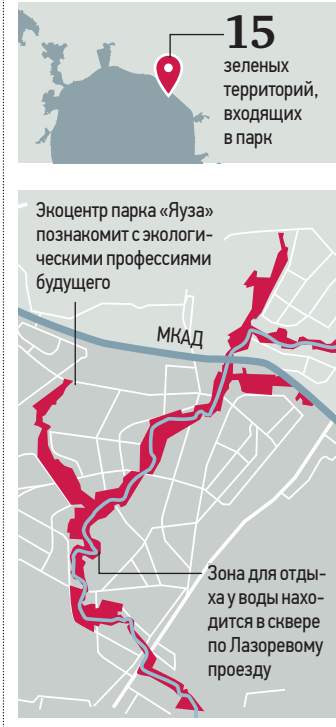 15
зеленых
территорий,
входящих
в парк
Экоцентр парка «Яуза»
познакомит с экологи-
ческими профессиями
будущего
МКАД
Зона для отды-
ха у воды нахо-
дится в сквере
по Лазоревому
проезду